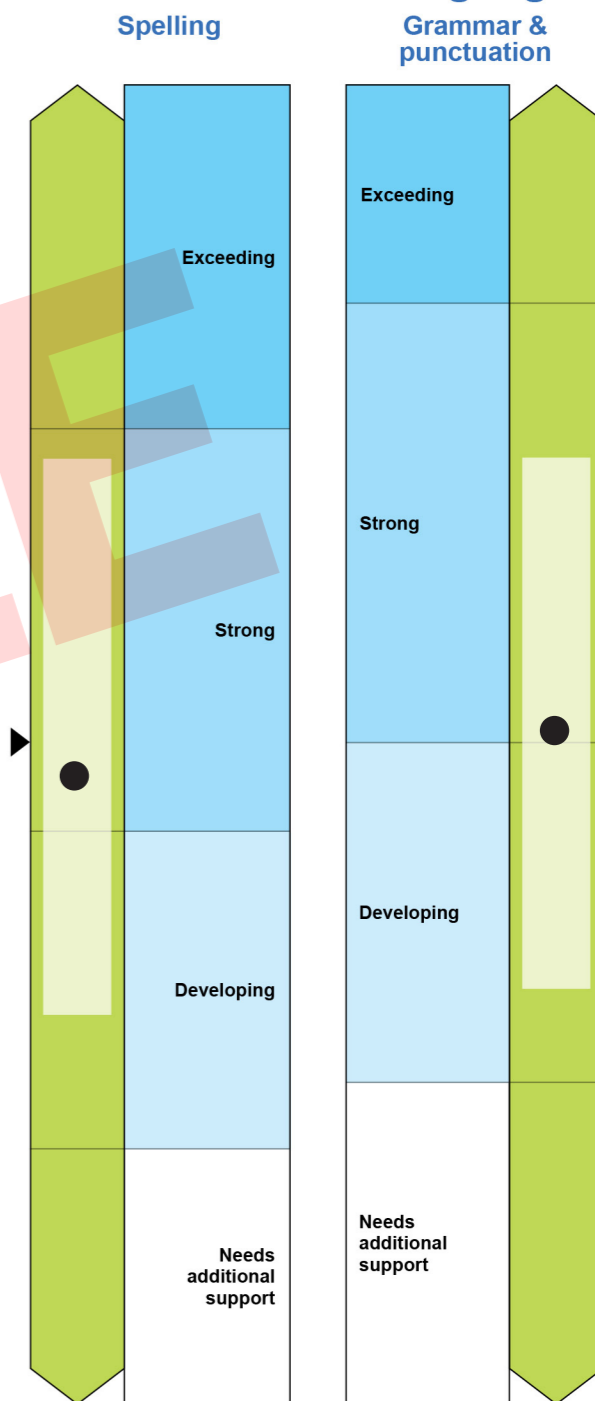 Spelling
Grammar &
punctuation
Exceeding
Strong
Developing
Needs
additional
support
Exceeding
Strong
Developing
Needs
additional
support